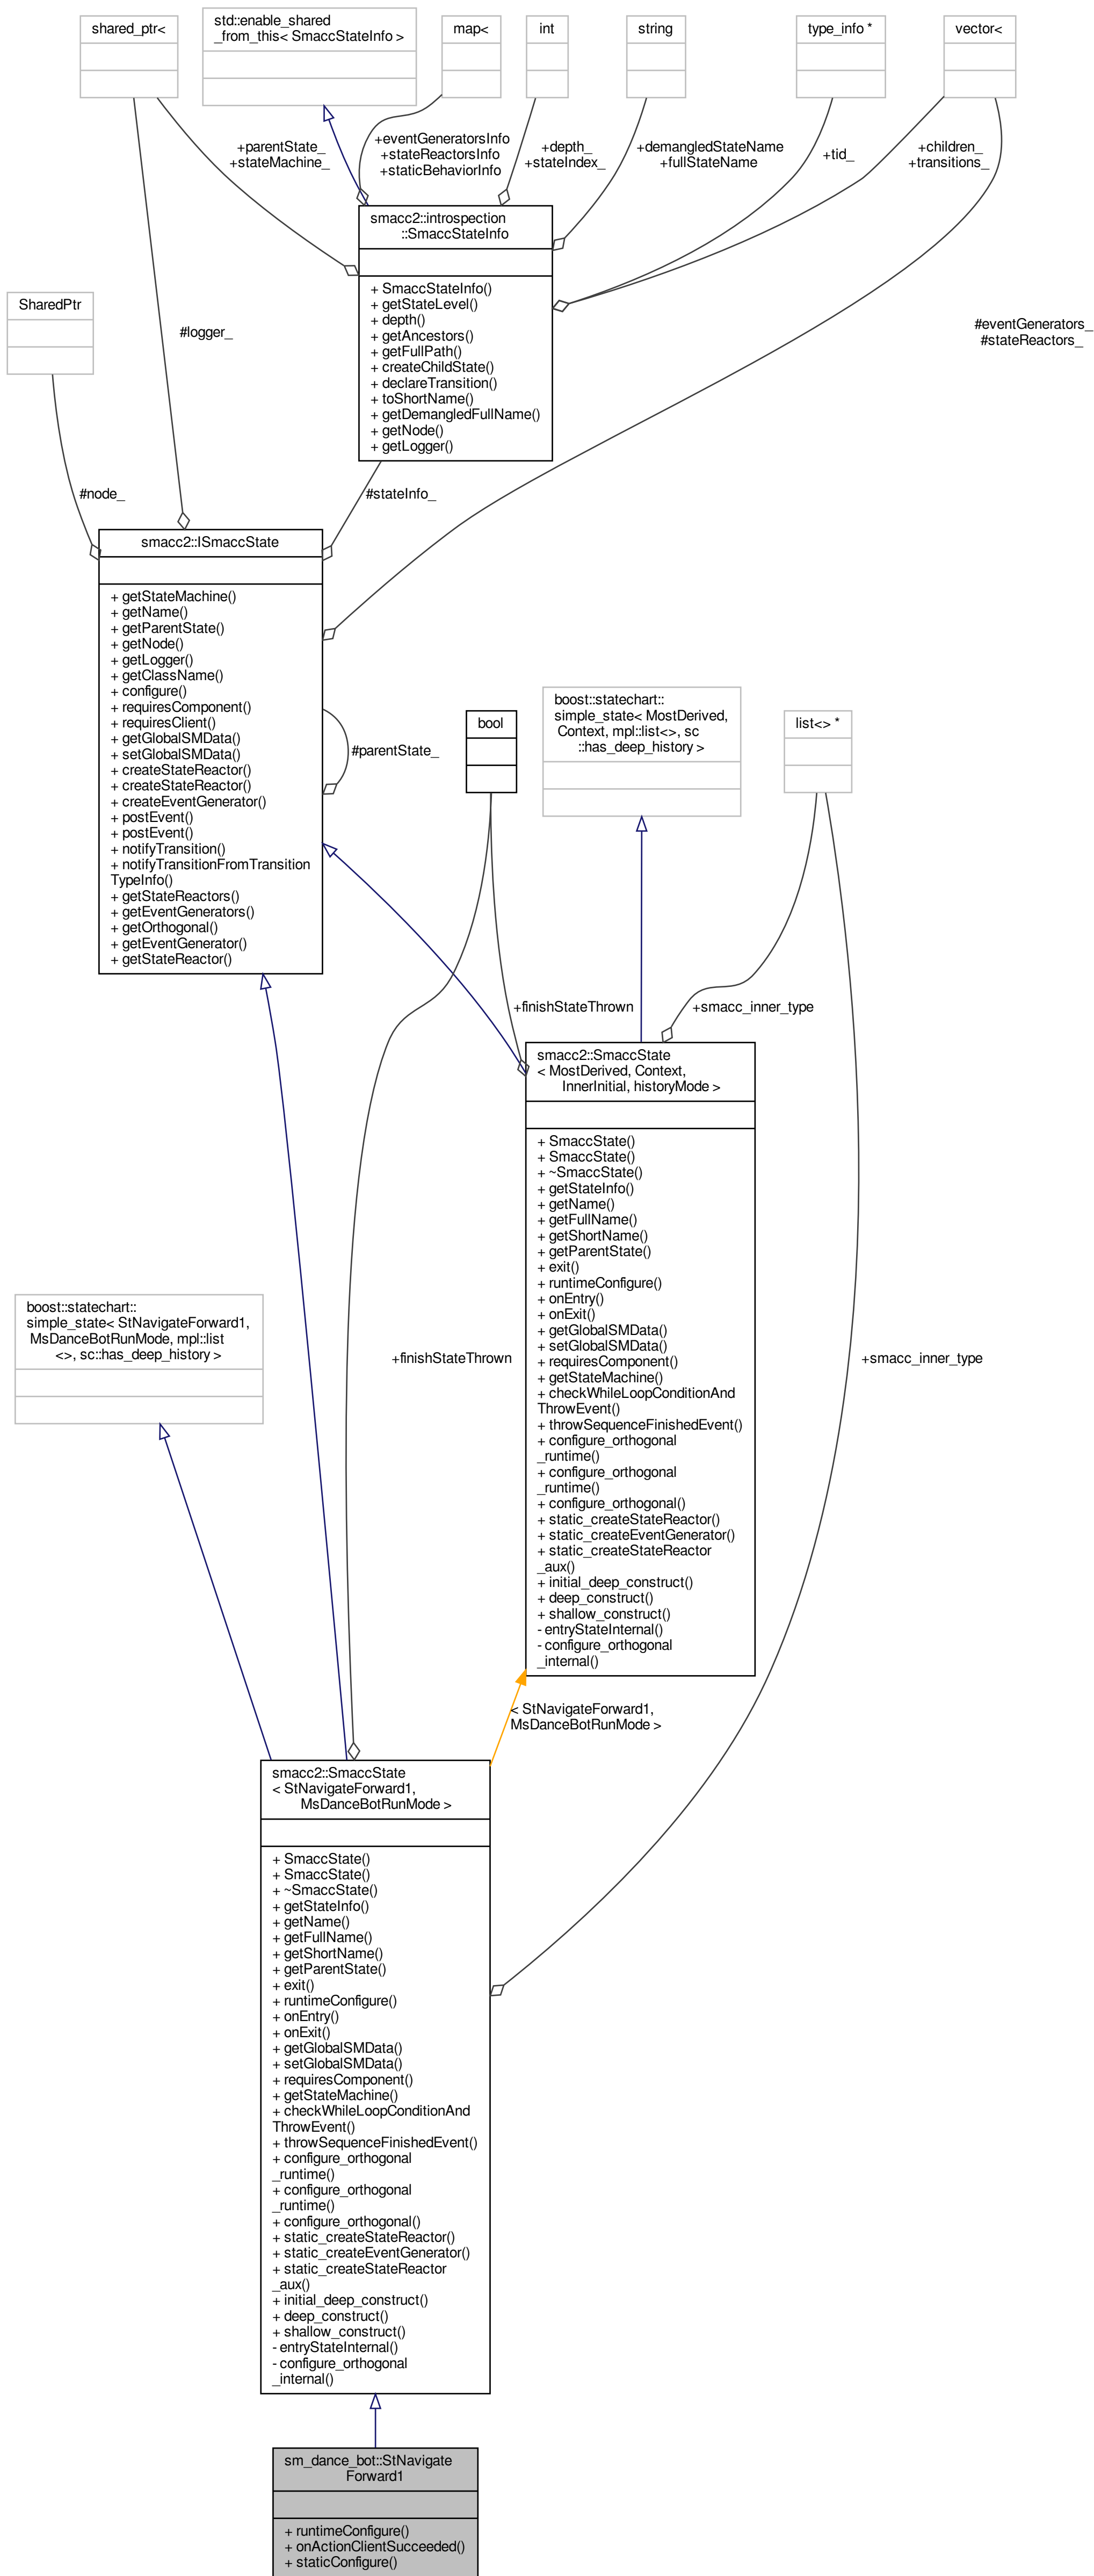 shared_ptr<
std::enable_shared
_from_this< SmaccStateInfo >
map<
int
string
type_info *
vector<
+parentState_
+stateMachine_
+eventGeneratorsInfo
+stateReactorsInfo
+staticBehaviorInfo
+depth_
+stateIndex_
+demangledStateName
+fullStateName
+tid_
+children_
+transitions_
smacc2::introspection
::SmaccStateInfo
+ SmaccStateInfo()
+ getStateLevel()
+ depth()
+ getAncestors()
+ getFullPath()
+ createChildState()
+ declareTransition()
+ toShortName()
+ getDemangledFullName()
+ getNode()
+ getLogger()
SharedPtr
#logger_
#eventGenerators_
#stateReactors_
#node_
#stateInfo_
smacc2::ISmaccState
+ getStateMachine()
+ getName()
+ getParentState()
+ getNode()
+ getLogger()
+ getClassName()
+ configure()
+ requiresComponent()
+ requiresClient()
+ getGlobalSMData()
+ setGlobalSMData()
+ createStateReactor()
+ createStateReactor()
+ createEventGenerator()
+ postEvent()
+ postEvent()
+ notifyTransition()
+ notifyTransitionFromTransition
TypeInfo()
+ getStateReactors()
+ getEventGenerators()
+ getOrthogonal()
+ getEventGenerator()
+ getStateReactor()
#parentState_
bool
boost::statechart::
simple_state< MostDerived,
Context, mpl::list<>, sc
::has_deep_history >
list<> *
+finishStateThrown
+smacc_inner_type
smacc2::SmaccState
< MostDerived, Context,
InnerInitial, historyMode >
+ SmaccState()
+ SmaccState()
+ ~SmaccState()
+ getStateInfo()
+ getName()
+ getFullName()
+ getShortName()
+ getParentState()
+ exit()
+ runtimeConfigure()
+ onEntry()
+ onExit()
+ getGlobalSMData()
+ setGlobalSMData()
+ requiresComponent()
+ getStateMachine()
+ checkWhileLoopConditionAnd
ThrowEvent()
+ throwSequenceFinishedEvent()
+ configure_orthogonal
_runtime()
+ configure_orthogonal
_runtime()
+ configure_orthogonal()
+ static_createStateReactor()
+ static_createEventGenerator()
+ static_createStateReactor
_aux()
+ initial_deep_construct()
+ deep_construct()
+ shallow_construct()
- entryStateInternal()
- configure_orthogonal
_internal()
boost::statechart::
simple_state< StNavigateForward1,
MsDanceBotRunMode, mpl::list
<>, sc::has_deep_history >
+finishStateThrown
+smacc_inner_type
< StNavigateForward1,
MsDanceBotRunMode >
smacc2::SmaccState
< StNavigateForward1,
MsDanceBotRunMode >
+ SmaccState()
+ SmaccState()
+ ~SmaccState()
+ getStateInfo()
+ getName()
+ getFullName()
+ getShortName()
+ getParentState()
+ exit()
+ runtimeConfigure()
+ onEntry()
+ onExit()
+ getGlobalSMData()
+ setGlobalSMData()
+ requiresComponent()
+ getStateMachine()
+ checkWhileLoopConditionAnd
ThrowEvent()
+ throwSequenceFinishedEvent()
+ configure_orthogonal
_runtime()
+ configure_orthogonal
_runtime()
+ configure_orthogonal()
+ static_createStateReactor()
+ static_createEventGenerator()
+ static_createStateReactor
_aux()
+ initial_deep_construct()
+ deep_construct()
+ shallow_construct()
- entryStateInternal()
- configure_orthogonal
_internal()
sm_dance_bot::StNavigate
Forward1
+ runtimeConfigure()
+ onActionClientSucceeded()
+ staticConfigure()